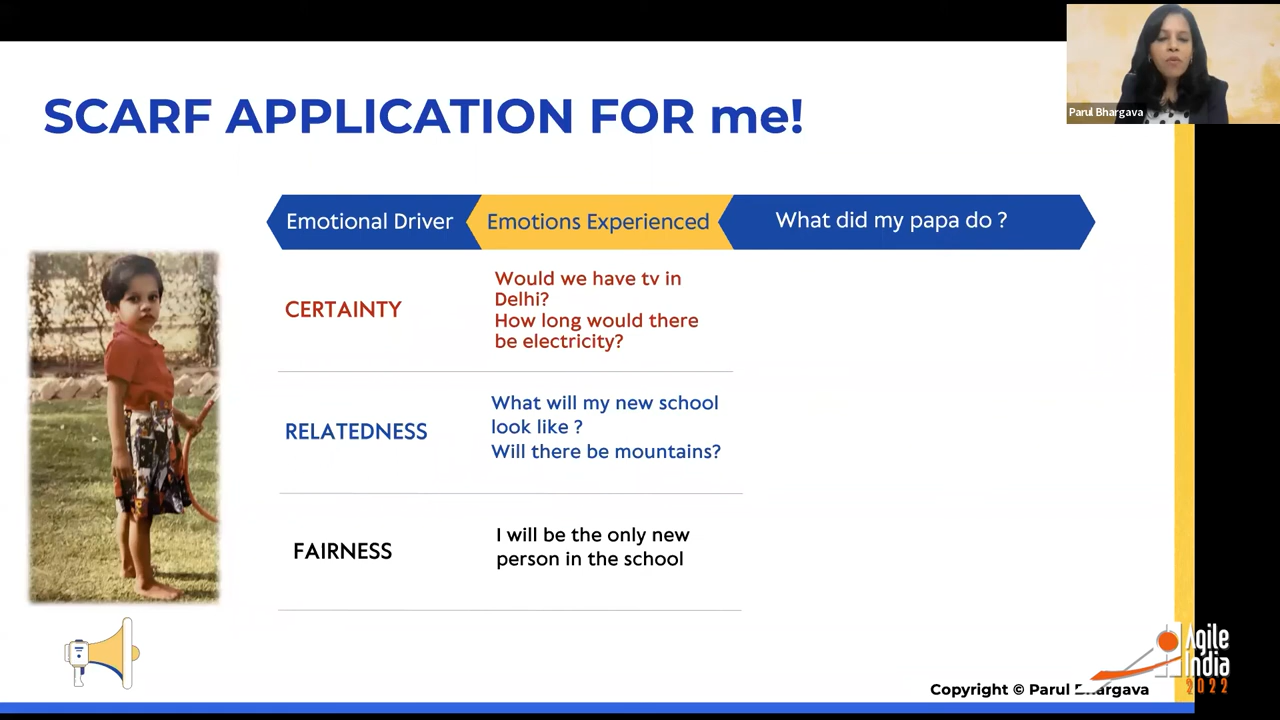 Parul Bhargava
SCARF APPLICATION FOR me!
Emotional Driver
Emotions Experienced
What did my papa do ?
CERTAINTY
Would we have tv in
Delhi?
How long would there
be electricity?
RELATEDNESS
What will my new school
look like ?
Will there be mountains?
FAIRNESS
I will be the only new
person in the school
Agile
India
2022
Copyright © Parul Bhargava